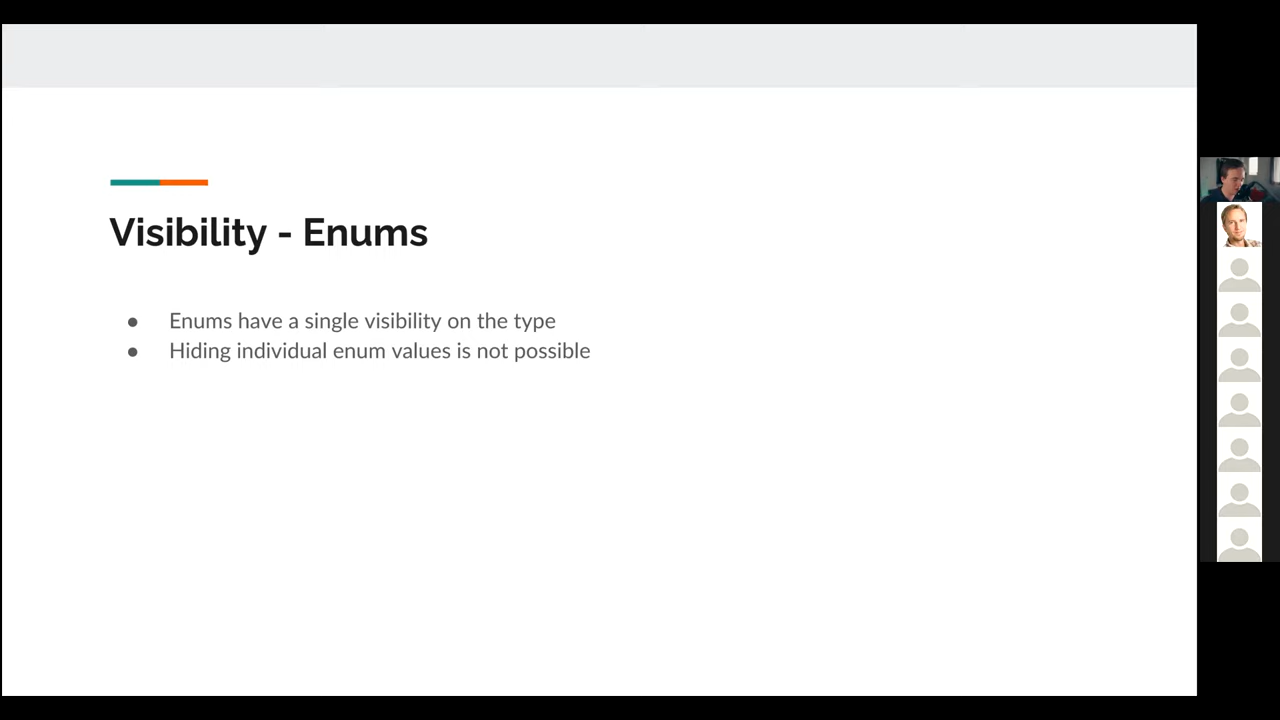 Visibility - Enums
● Enums have a single visibility on the type
● Hiding individual enum values is not possible